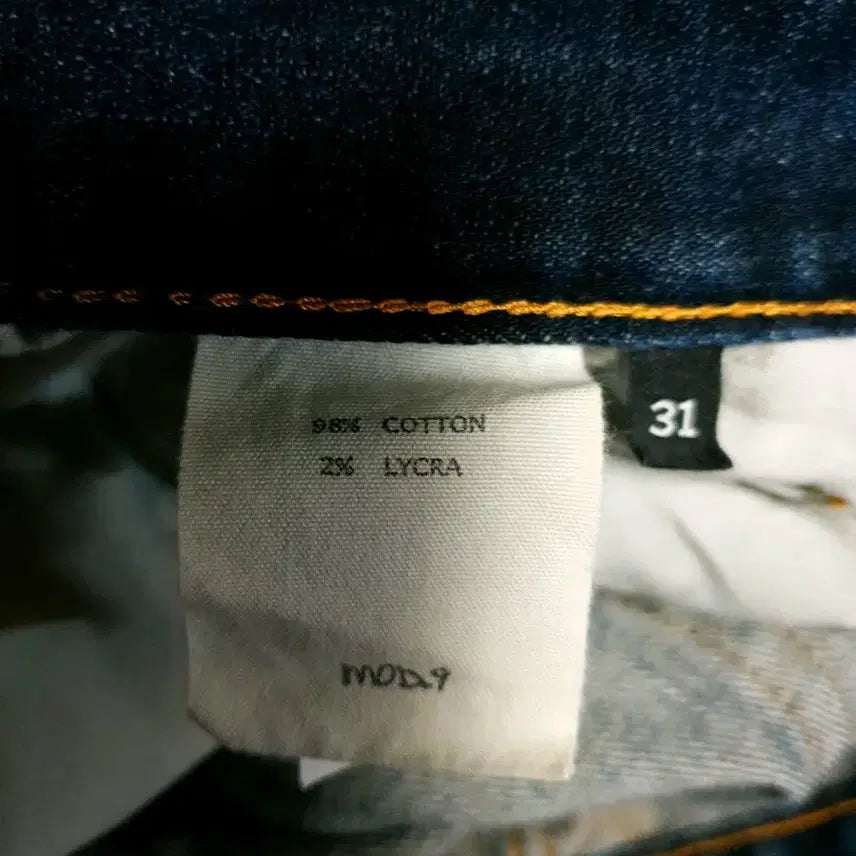 98% COTTON
2% LYCRA
31
MOD.9